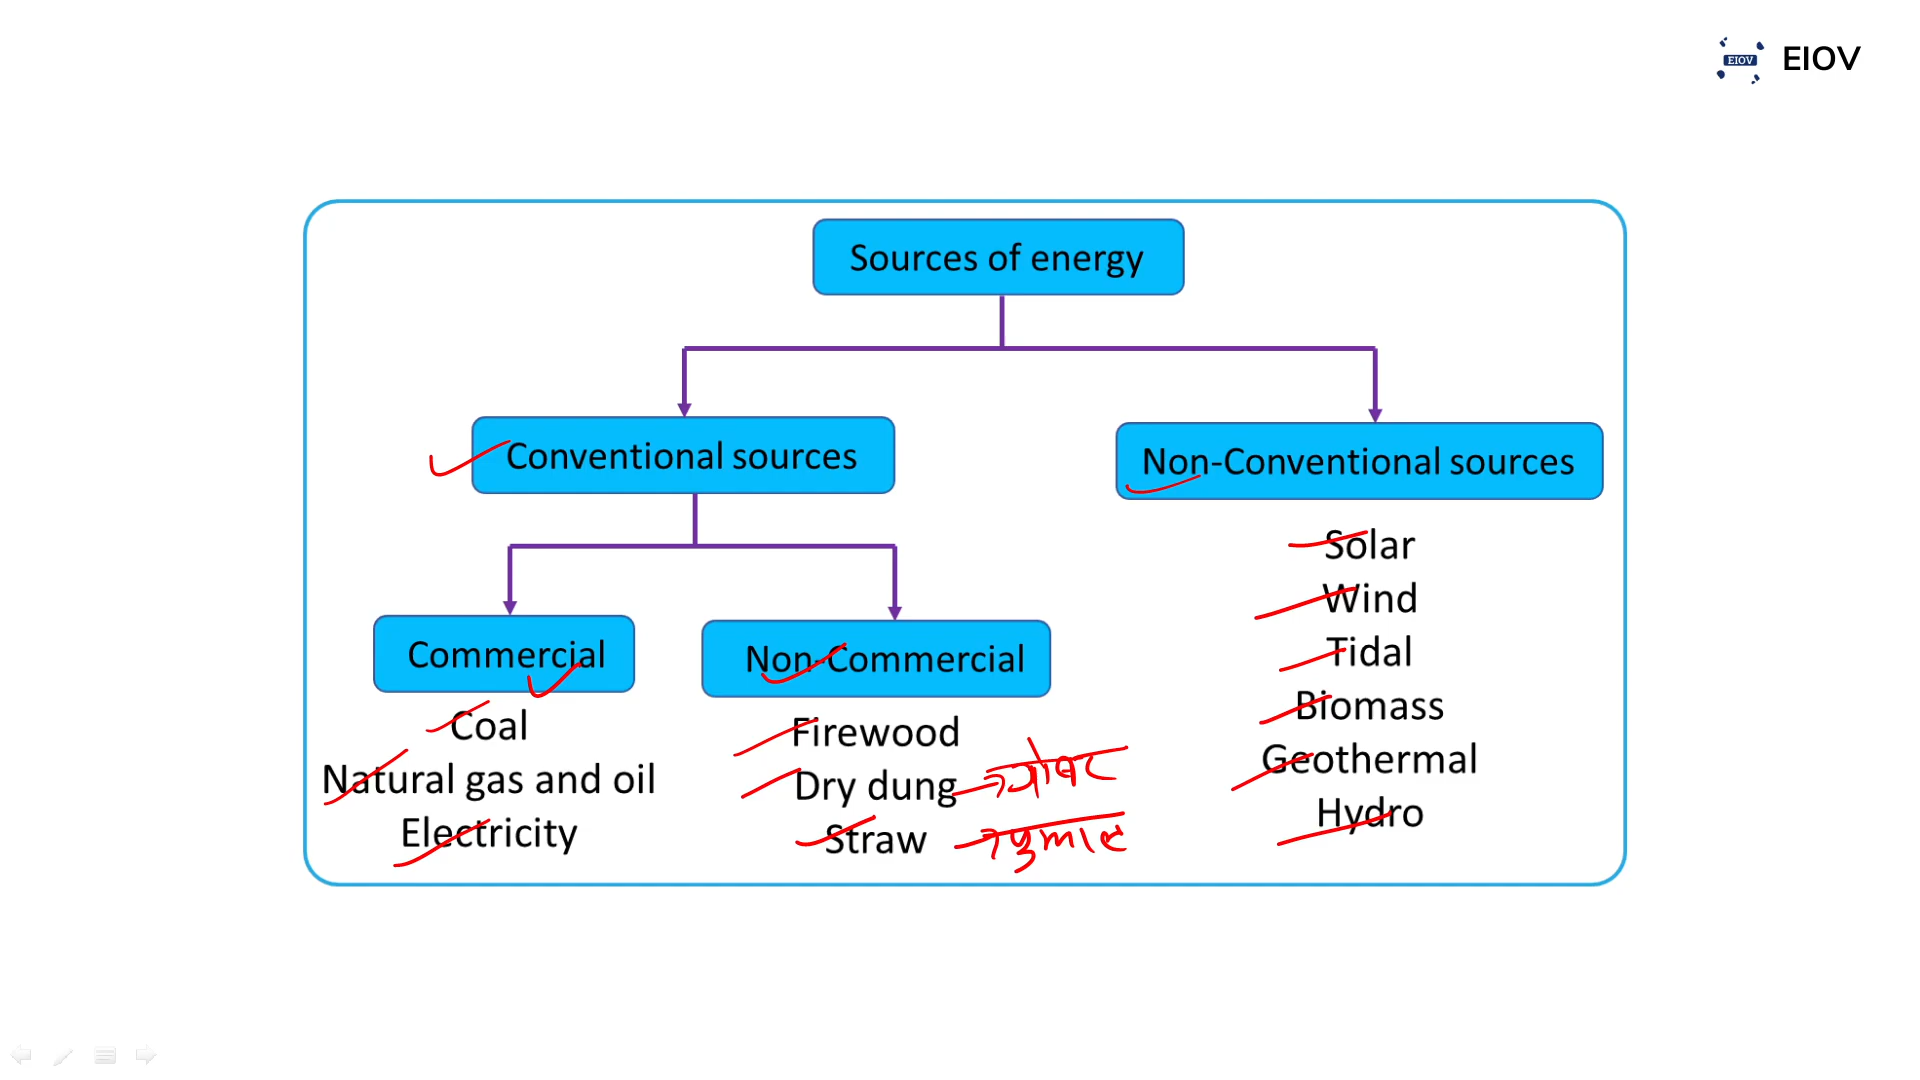 EIOV EIOV
Sources of energy
Conventional sources
Non-Conventional sources
Commercial
Coal
Natural gas and oil
Electricity
Non-Commercial
Firewood
Dry dung गोबर
Straw
Solar
Wind
Tidal
Biomass
Geothermal
Hydro